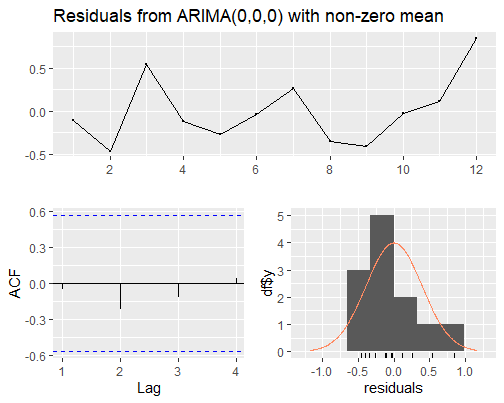 Residuals from ARIMA(0,0,0) with non-zero mean
0.5
0.0
-0.5
2 4 6 8 10 12
ACF
0.6
0.3
0.0
-0.3
-0.6
1 2 3 4
Lag
df$y
5
4
3
2
1
0
-1.0 -0.5 0.0 0.5 1.0
residuals